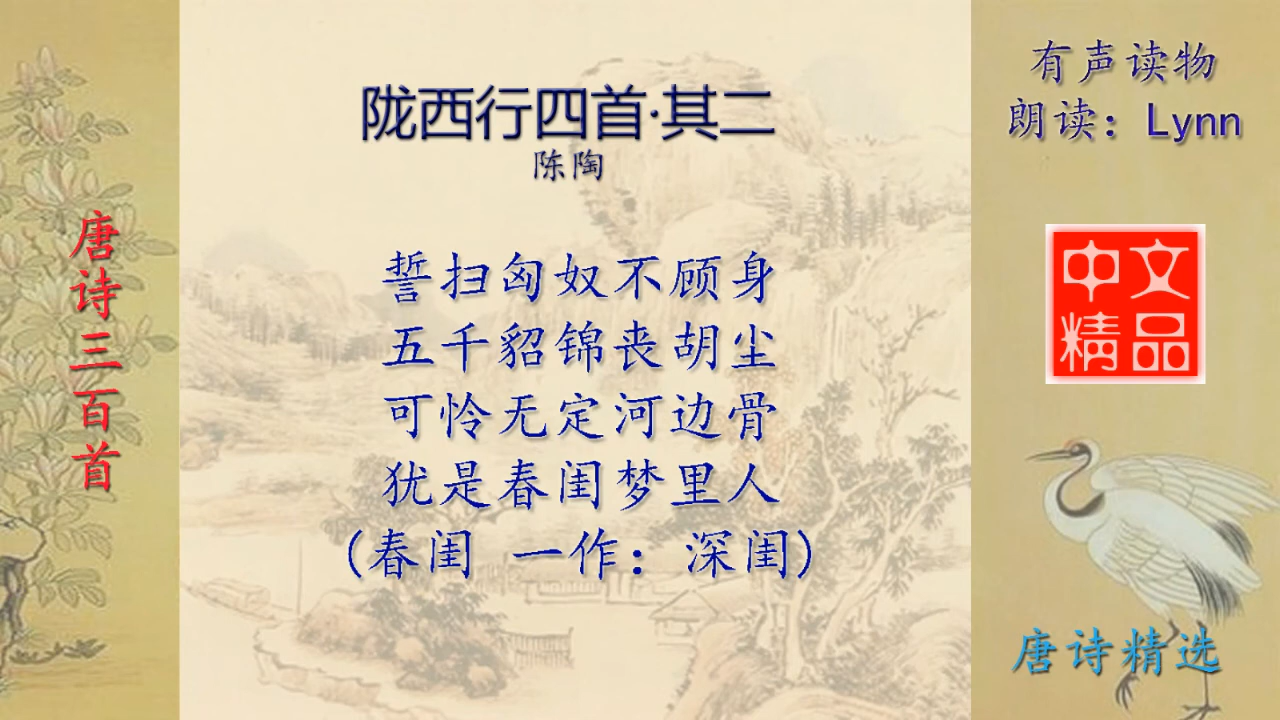 陇西行四首·其二
陈陶
誓扫匈奴不顾身
五千貂锦丧胡尘
可怜无定河边骨
犹是春闺梦里人
(春闺 一作：深闺)
唐诗三百首
有声读物
朗读：Lynn
中文
精品
唐诗精选